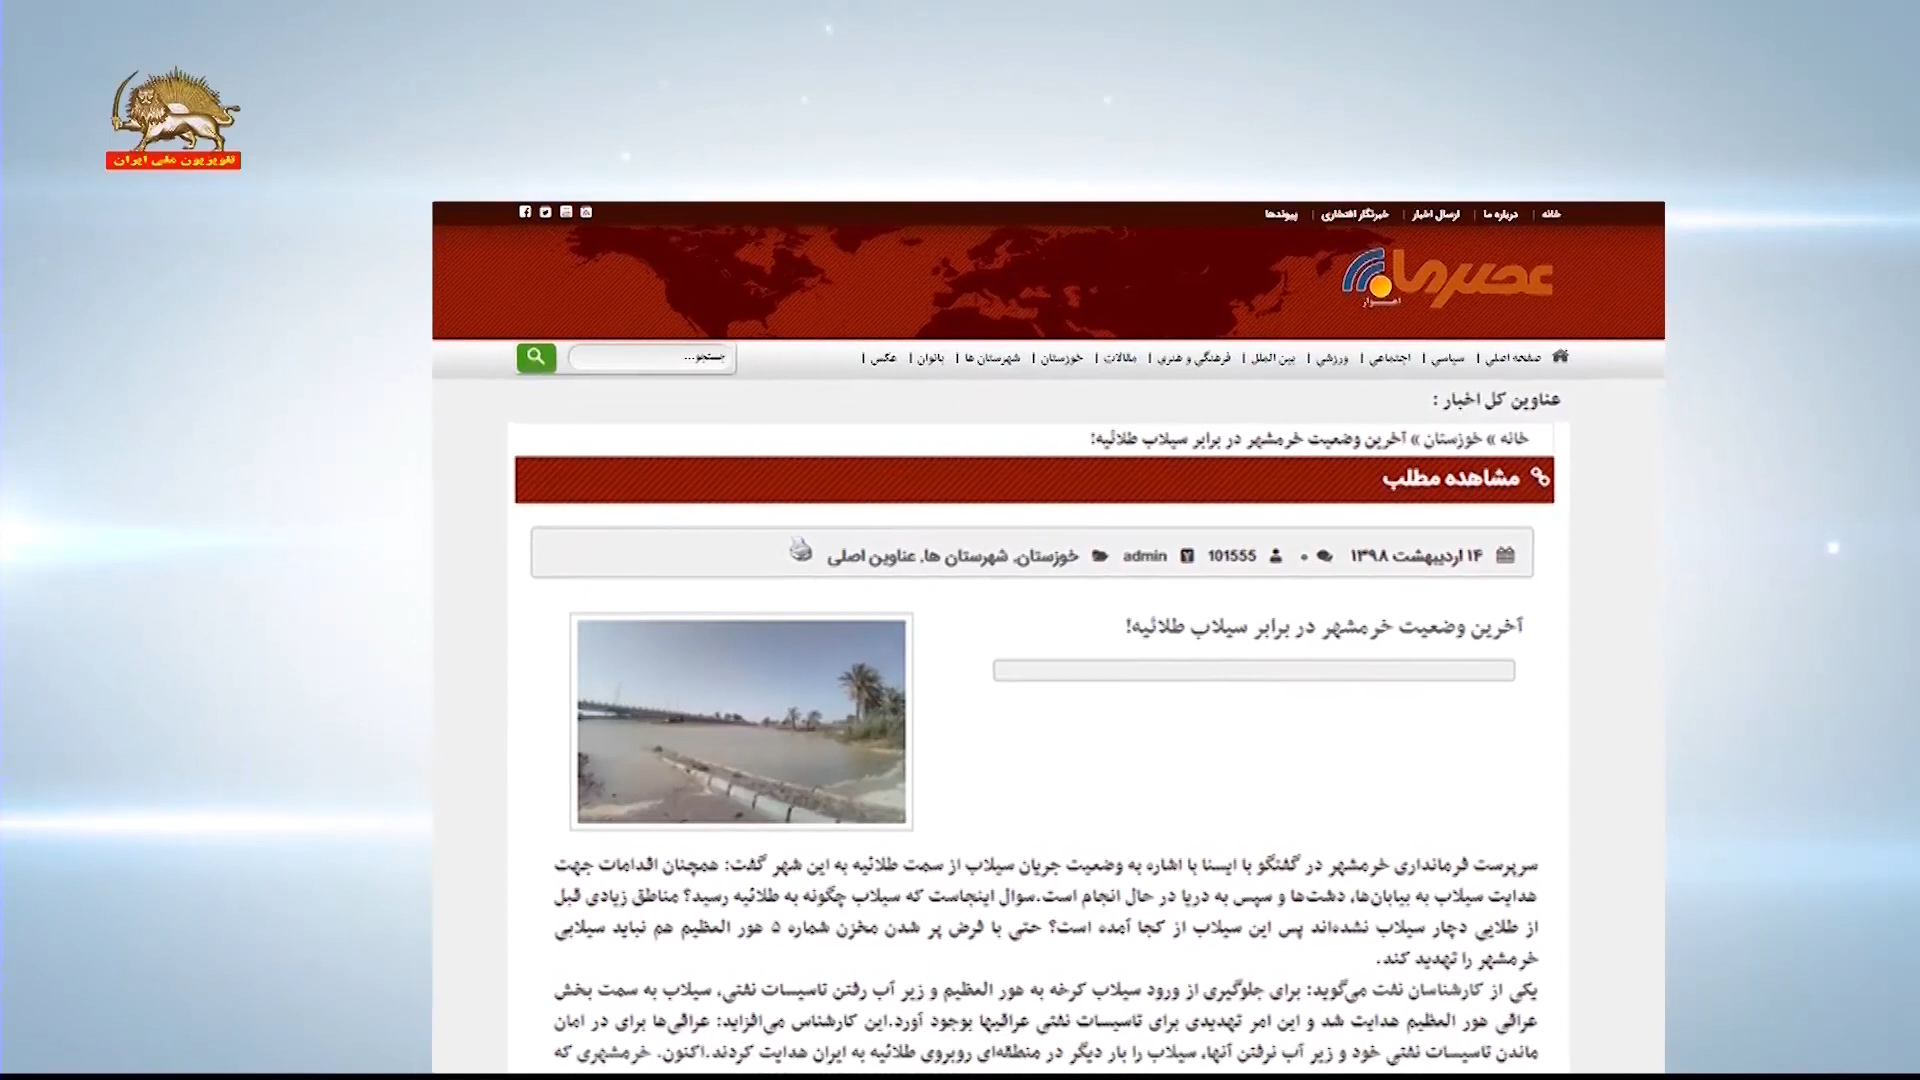 تلویزیون ملی ایران
خانه | درباره ما | ارسال اخبار | خبرنگار افتخاری | پیوندها
عصرما
اهواز
صفحه اصلی | سیاسی | اجتماعی | ورزشی | بین الملل | فرهنگی و هنری | مقالات | خوزستان | شهرستان ها | بانوان | عکس |
جستجو...
عناوین کل اخبار :
خانه » خوزستان » آخرین وضعیت خرمشهر در برابر سیلاب طلائیه!
مشاهده مطلب
۱۴ اردیبهشت ۱۳۹۸ ۰ 101555 admin خوزستان, شهرستان ها, عناوین اصلی
آخرین وضعیت خرمشهر در برابر سیلاب طلائیه!
سرپرست فرمانداری خرمشهر در گفتگو با ایسنا با اشاره به وضعیت جریان سیلاب از سمت طلائیه به این شهر گفت: همچنان اقدامات جهت
هدایت سیلاب به بیابان‌ها، دشت‌ها و سپس به دریا در حال انجام است.سوال اینجاست که سیلاب چگونه به طلائیه رسید؟ مناطق زیادی قبل
از طلایی دچار سیلاب نشده‌اند پس این سیلاب از کجا آمده است؟ حتی با فرض پر شدن مخزن شماره ۵ هور العظیم هم نباید سیلابی
خرمشهر را تهدید کند.
یکی از کارشناسان نفت می‌گوید: برای جلوگیری از ورود سیلاب کرخه به هور العظیم و زیر آب رفتن تاسیسات نفتی، سیلاب به سمت بخش
عراقی هور العظیم هدایت شد و این امر تهدیدی برای تاسیسات نفتی عراقیها بوجود آورد.این کارشناس می‌افزاید: عراقی‌ها برای در امان
ماندن تاسیسات نفتی خود و زیر آب نرفتن آنها، سیلاب را بار دیگر در منطقه‌ای روبروی طلائیه به ایران هدایت کردند.اکنون، خرمشهری که